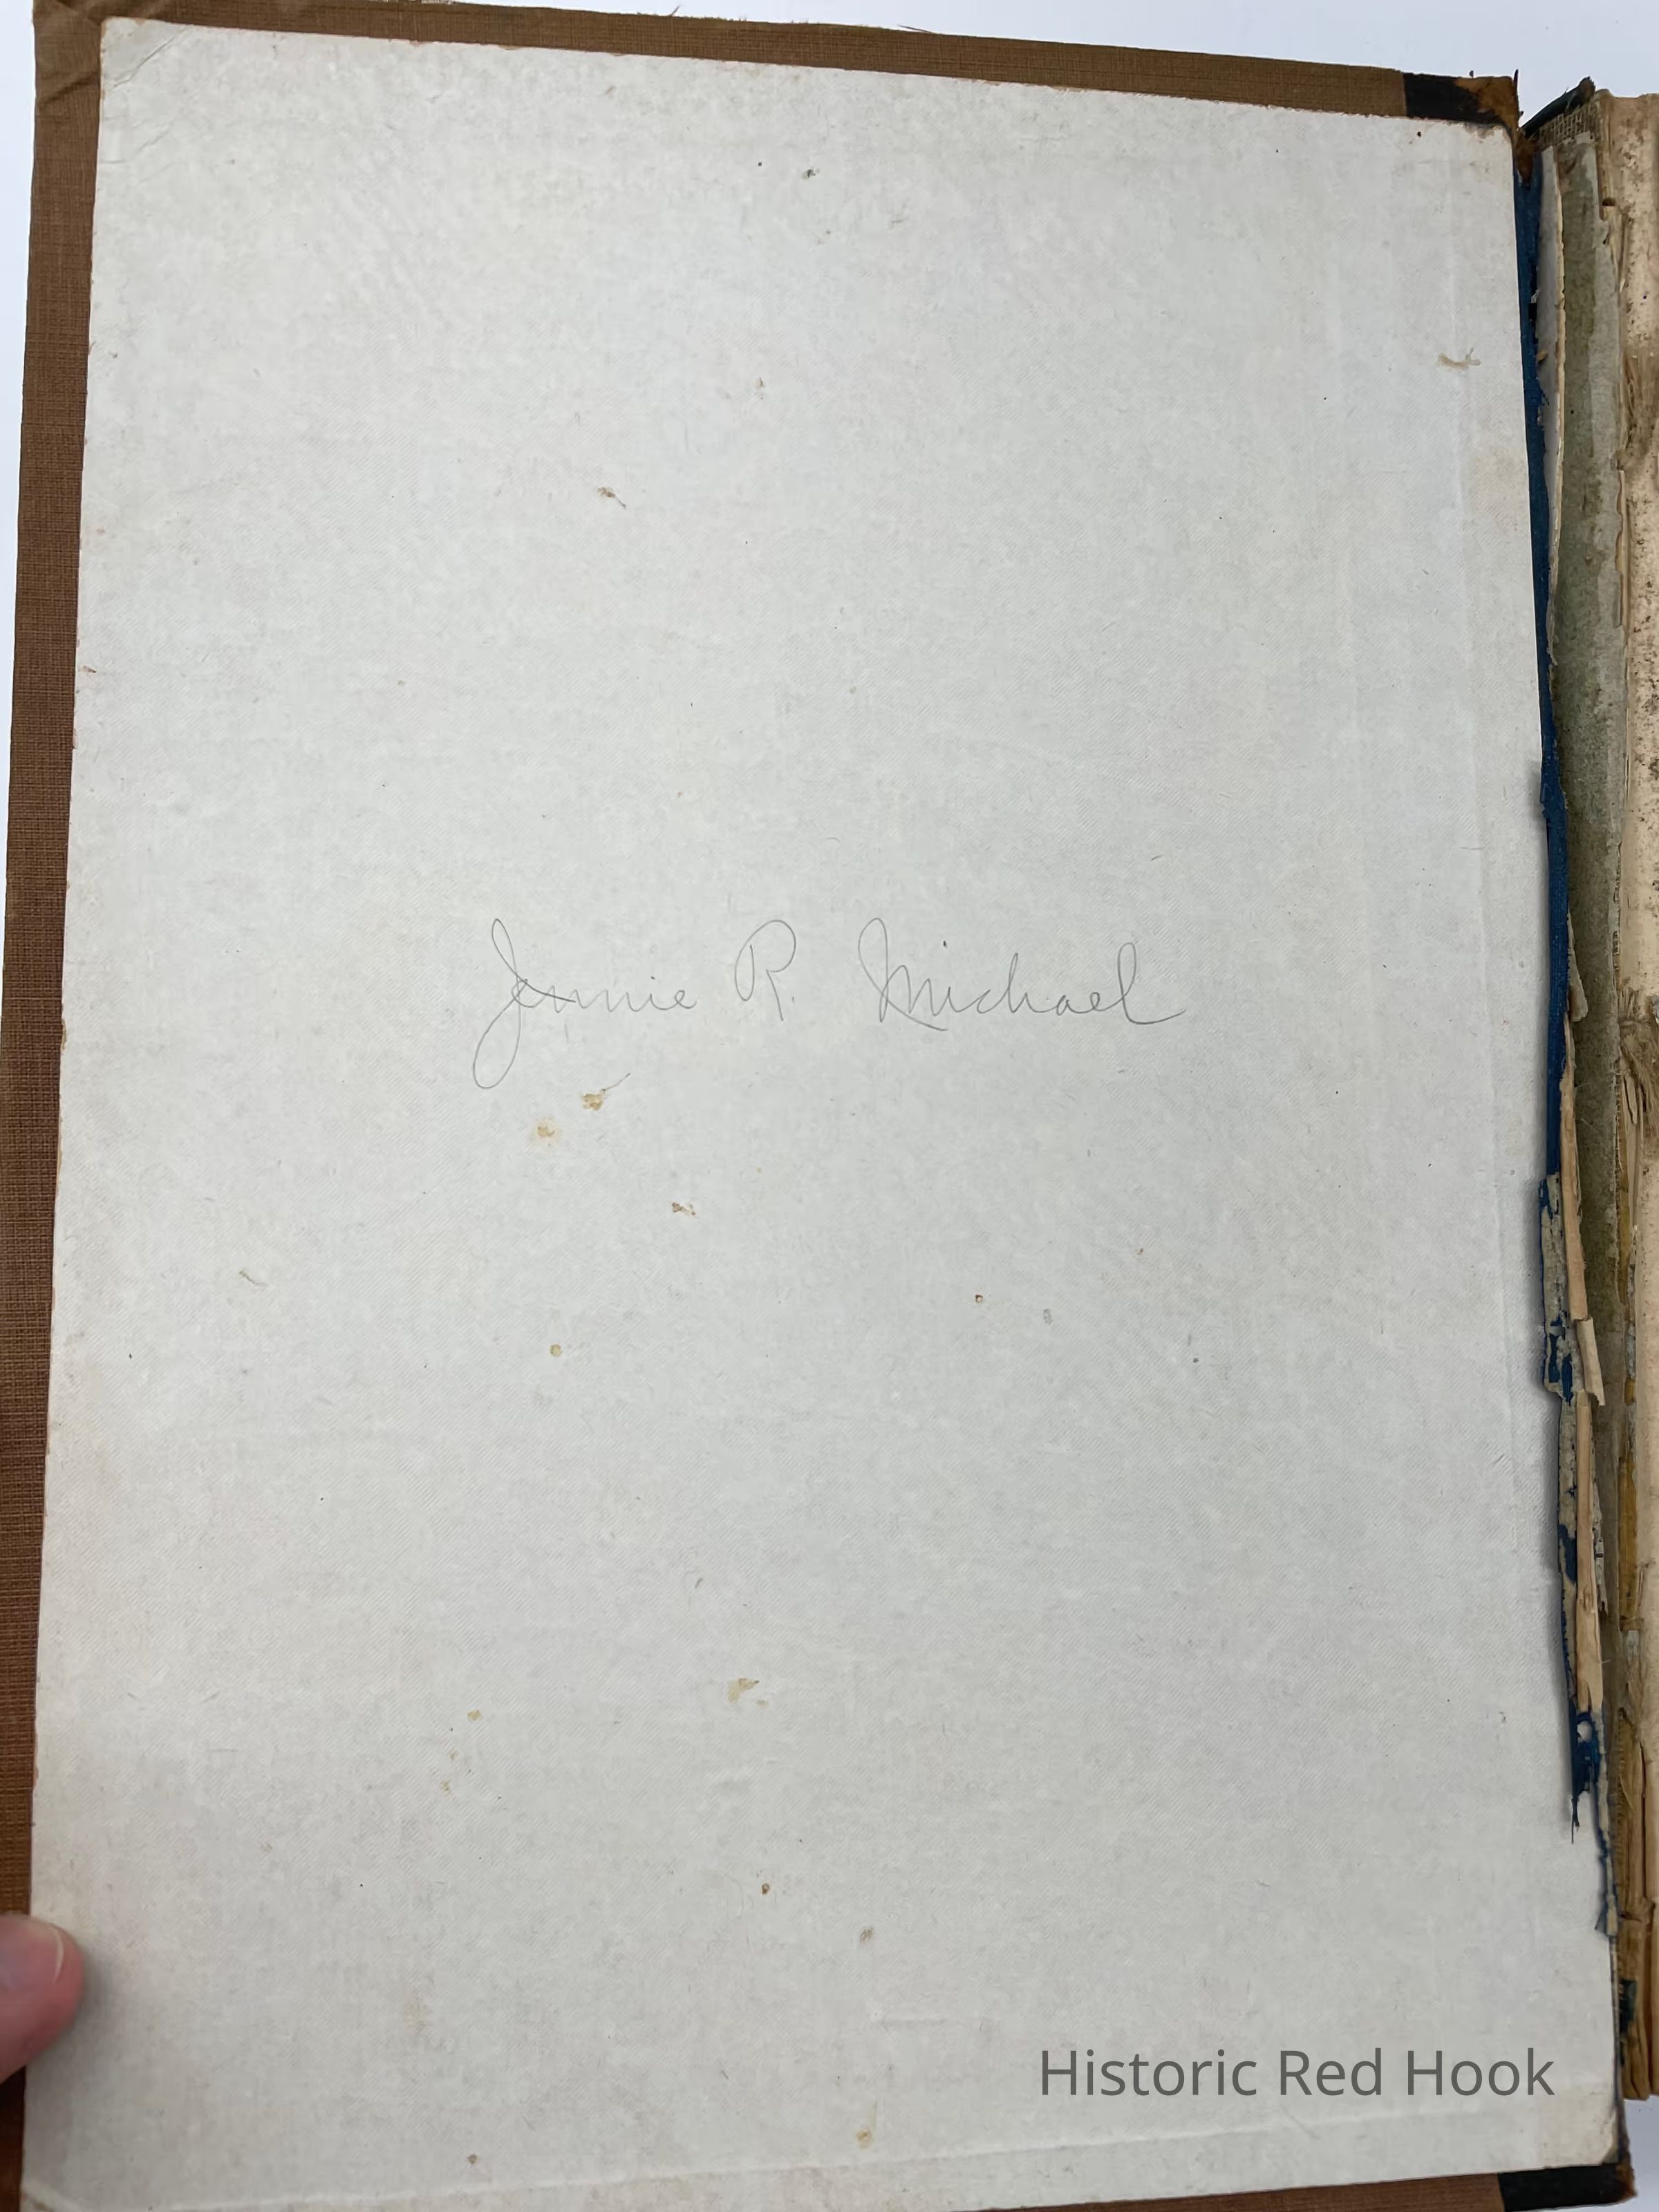 Jennie R. Michael
Historic Red Hook